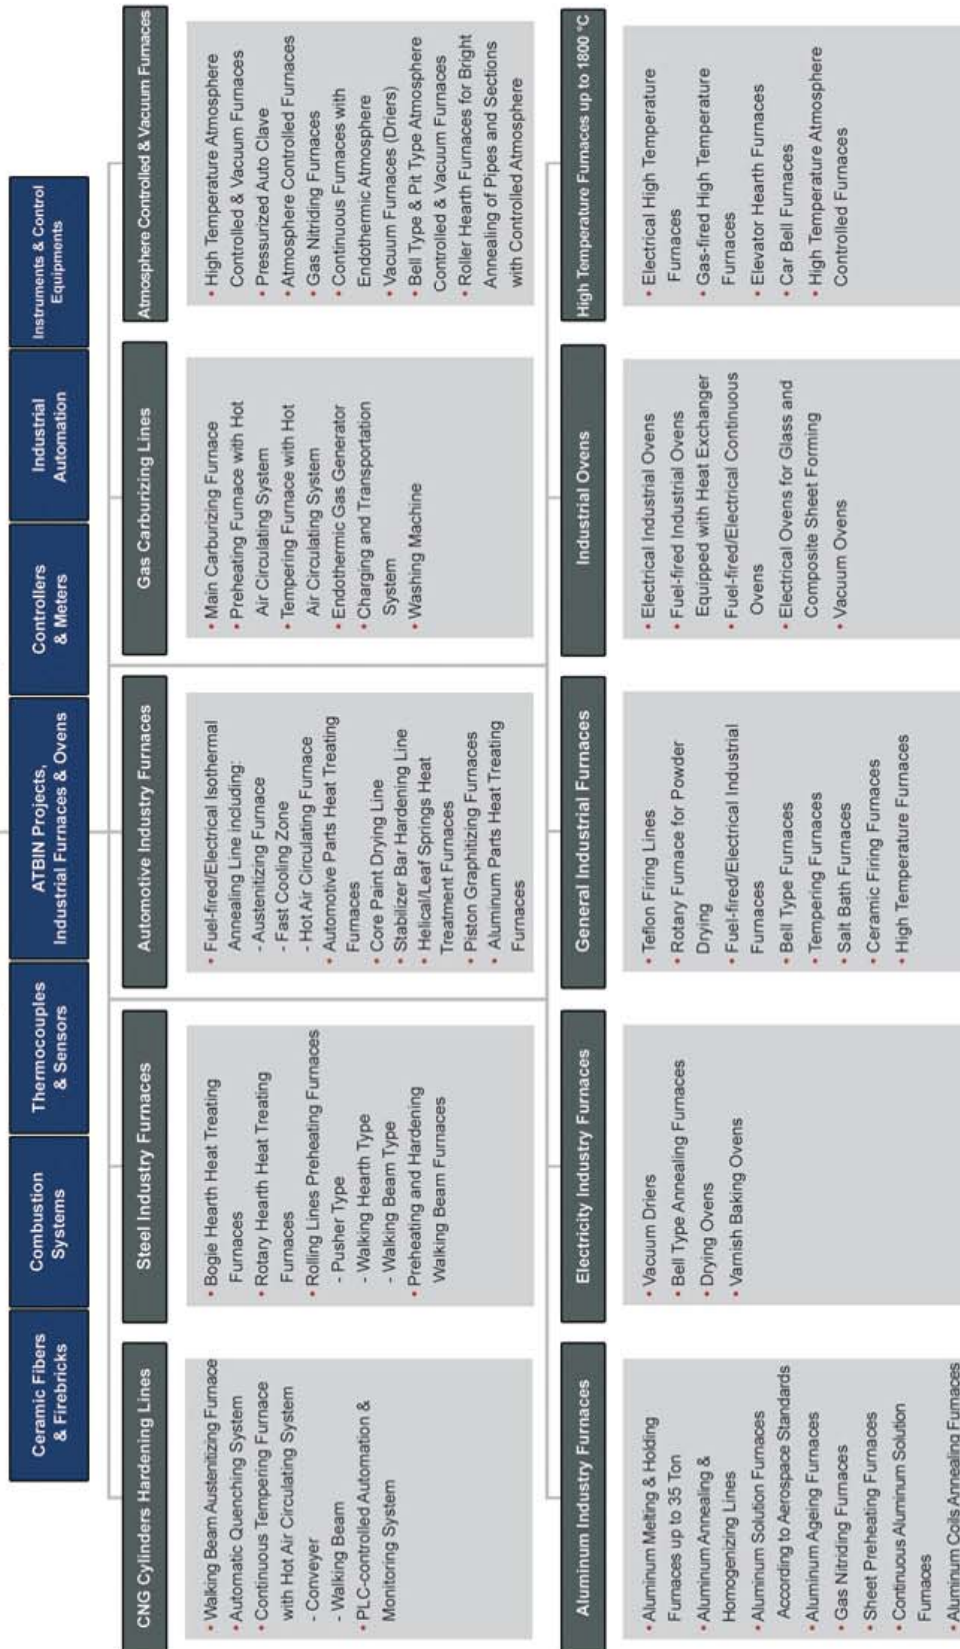 Ceramic Fibers
& Firebricks
Combustion
Systems
Thermocouples
& Sensors
ATBIN Projects,
Industrial Furnaces & Ovens
Controllers
& Meters
Industrial
Automation
Instruments & Control
Equipments
CNG Cylinders Hardening Lines
• Walking Beam Austenitizing Furnace
• Automatic Quenching System
• Continuous Tempering Furnace
with Hot Air Circulating System
- Conveyer
- Walking Beam
• PLC-controlled Automation &
Monitoring System
Steel Industry Furnaces
• Bogie Hearth Heat Treating
Furnaces
• Rotary Hearth Heat Treating
Furnaces
• Rolling Lines Preheating Furnaces
- Pusher Type
- Walking Hearth Type
- Walking Beam Type
• Preheating and Hardening
Walking Beam Furnaces
Automotive Industry Furnaces
• Fuel-fired/Electrical Isothermal
Annealing Line including:
- Austenitizing Furnace
- Fast Cooling Zone
- Hot Air Circulating Furnace
• Automotive Parts Heat Treating
Furnaces
• Core Paint Drying Line
• Stabilizer Bar Hardening Line
• Helical/Leaf Springs Heat
Treatment Furnaces
• Piston Graphitizing Furnaces
• Aluminum Parts Heat Treating
Furnaces
Gas Carburizing Lines
• Main Carburizing Furnace
• Preheating Furnace with Hot
Air Circulating System
• Tempering Furnace with Hot
Air Circulating System
• Endothermic Gas Generator
• Charging and Transportation
System
• Washing Machine
Atmosphere Controlled & Vacuum Furnaces
• High Temperature Atmosphere
Controlled & Vacuum Furnaces
• Pressurized Auto Clave
• Atmosphere Controlled Furnaces
• Gas Nitriding Furnaces
• Continuous Furnaces with
Endothermic Atmosphere
• Vacuum Furnaces (Driers)
• Bell Type & Pit Type Atmosphere
Controlled & Vacuum Furnaces
• Roller Hearth Furnaces for Bright
Annealing of Pipes and Sections
with Controlled Atmosphere
Aluminum Industry Furnaces
• Aluminum Melting & Holding
Furnaces up to 35 Ton
• Aluminum Annealing &
Homogenizing Lines
• Aluminum Solution Furnaces
According to Aerospace Standards
• Aluminum Ageing Furnaces
• Gas Nitriding Furnaces
• Sheet Preheating Furnaces
• Continuous Aluminum Solution
Furnaces
• Aluminum Coils Annealing Furnaces
Electricity Industry Furnaces
• Vacuum Driers
• Bell Type Annealing Furnaces
• Drying Ovens
• Varnish Baking Ovens
General Industrial Furnaces
• Teflon Firing Lines
• Rotary Furnace for Powder
Drying
• Fuel-fired/Electrical Industrial
Furnaces
• Bell Type Furnaces
• Tempering Furnaces
• Salt Bath Furnaces
• Ceramic Firing Furnaces
• High Temperature Furnaces
Industrial Ovens
• Electrical Industrial Ovens
• Fuel-fired Industrial Ovens
Equipped with Heat Exchanger
• Fuel-fired/Electrical Continuous
Ovens
• Electrical Ovens for Glass and
Composite Sheet Forming
• Vacuum Ovens
High Temperature Furnaces up to 1800 °C
• Electrical High Temperature
Furnaces
• Gas-fired High Temperature
Furnaces
• Elevator Hearth Furnaces
• Car Bell Furnaces
• High Temperature Atmosphere
Controlled Furnaces